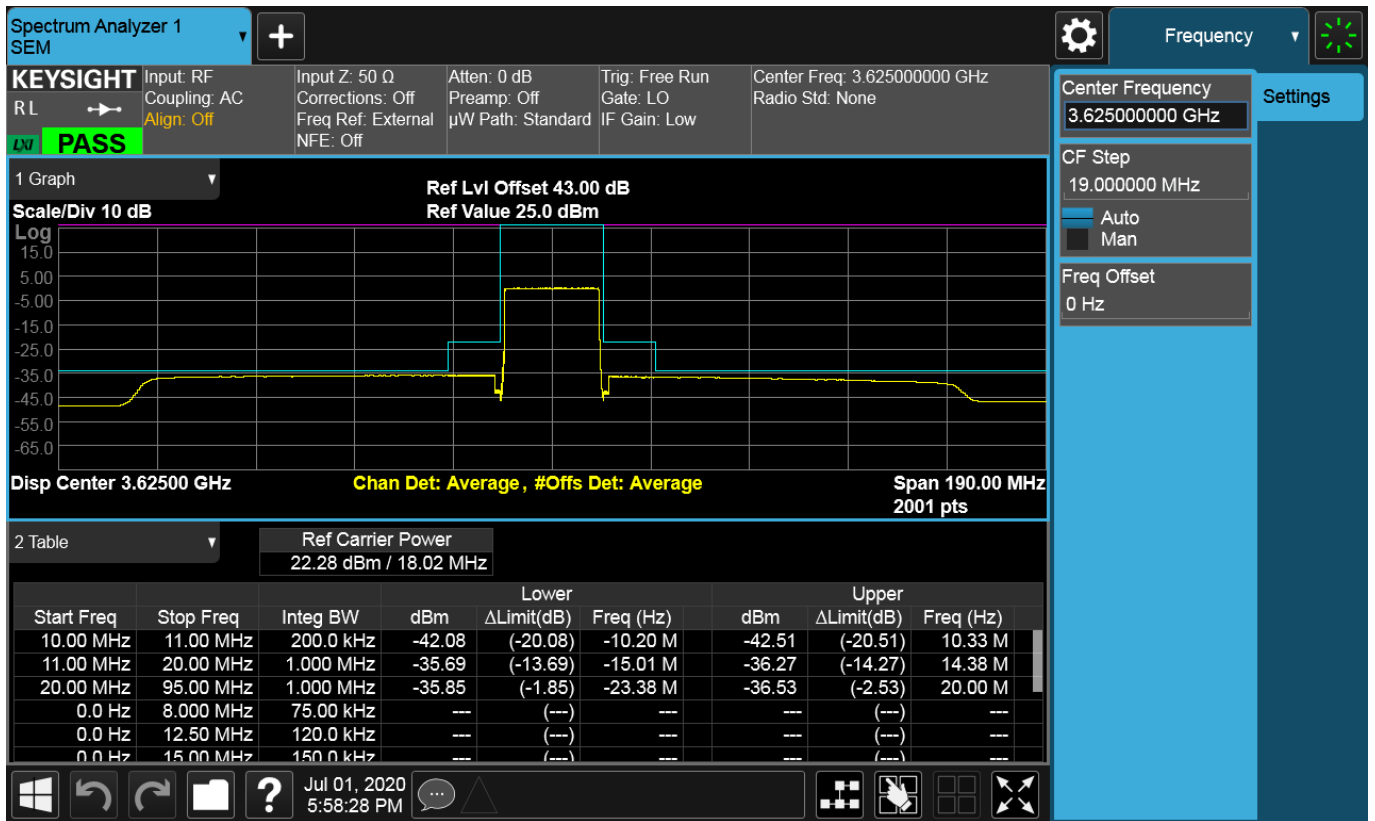 Spectrum Analyzer 1
SEM
Frequency
KEYSIGHT
R L
LXI
PASS
Input: RF
Coupling: AC
Align: Off
Input Z: 50 Ω
Corrections: Off
Freq Ref: External
NFE: Off
Atten: 0 dB
Preamp: Off
µW Path: Standard
Trig: Free Run
Gate: LO
IF Gain: Low
Center Freq: 3.625000000 GHz
Radio Std: None
Center Frequency
3.625000000 GHz
Settings
CF Step
19.000000 MHz
Auto
Man
Freq Offset
0 Hz
1 Graph
Ref Lvl Offset 43.00 dB
Scale/Div 10 dB
Ref Value 25.0 dBm
Log
15.0
5.00
-5.00
-15.0
-25.0
-35.0
-45.0
-55.0
-65.0
Disp Center 3.62500 GHz
Chan Det: Average , #Offs Det: Average
Span 190.00 MHz
2001 pts
2 Table
Ref Carrier Power
22.28 dBm / 18.02 MHz
Lower Upper
Start Freq Stop Freq Integ BW dBm ΔLimit(dB) Freq (Hz) dBm ΔLimit(dB) Freq (Hz)
10.00 MHz 11.00 MHz 200.0 kHz -42.08 (-20.08) -10.20 M -42.51 (-20.51) 10.33 M
11.00 MHz 20.00 MHz 1.000 MHz -35.69 (-13.69) -15.01 M -36.27 (-14.27) 14.38 M
20.00 MHz 95.00 MHz 1.000 MHz -35.85 (-1.85) -23.38 M -36.53 (-2.53) 20.00 M
0.0 Hz 8.000 MHz 75.00 kHz --- (---) --- --- (---) ---
0.0 Hz 12.50 MHz 120.0 kHz --- (---) --- --- (---) ---
0.0 Hz 15.00 MHz 150.0 kHz --- (---) --- --- (---) ---
?
Jul 01, 2020
5:58:28 PM